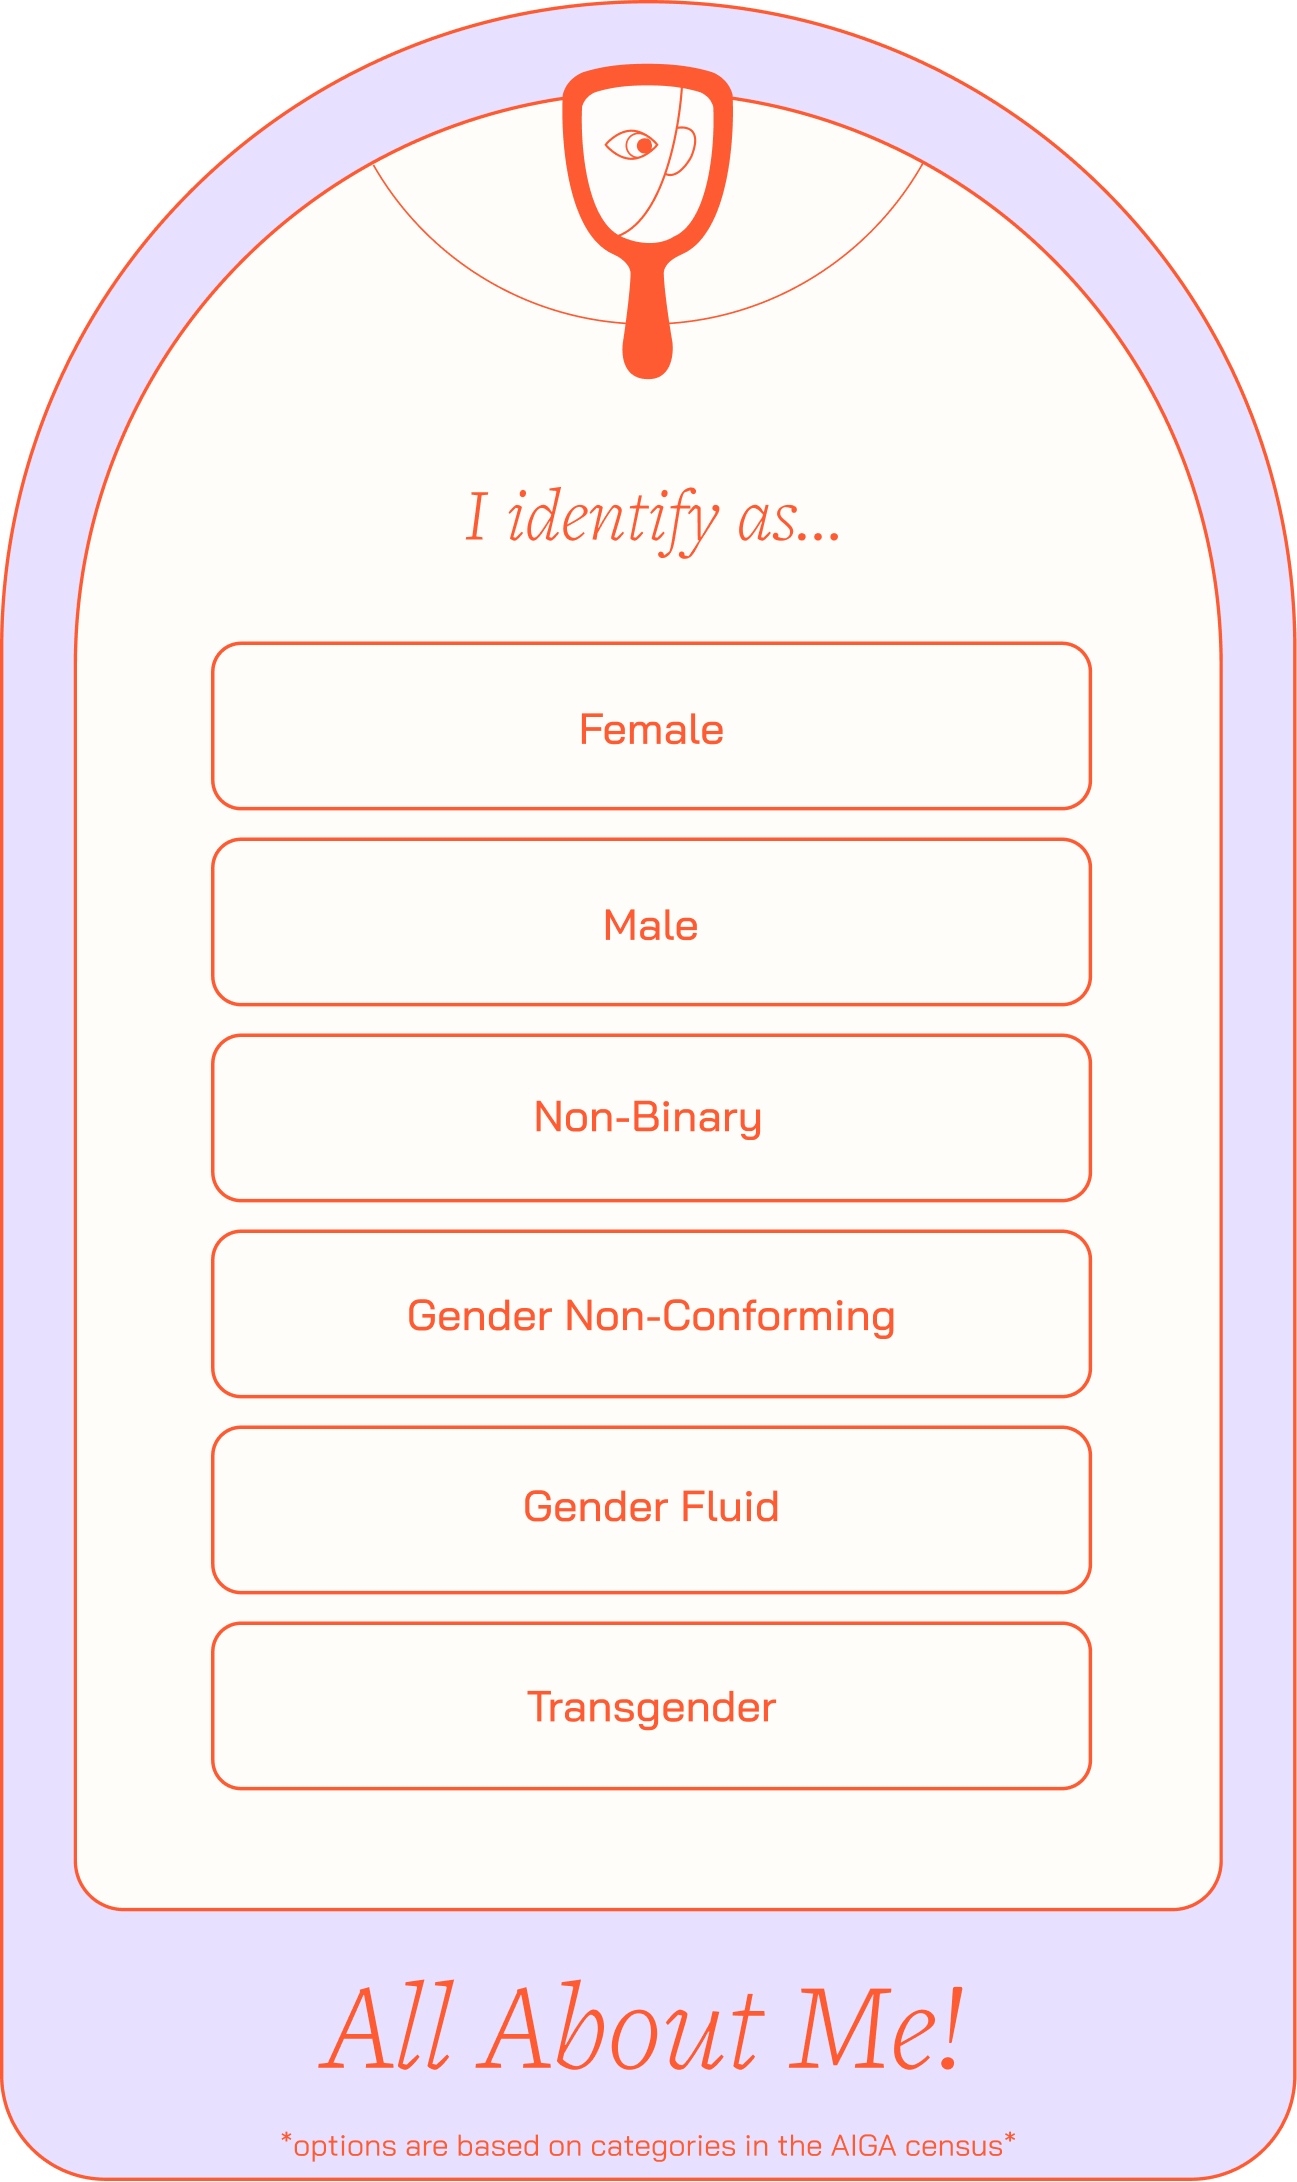 I identify as...
Female
Male
Non-Binary
Gender Non-Conforming
Gender Fluid
Transgender
All About Me!
*options are based on categories in the AIGA census*